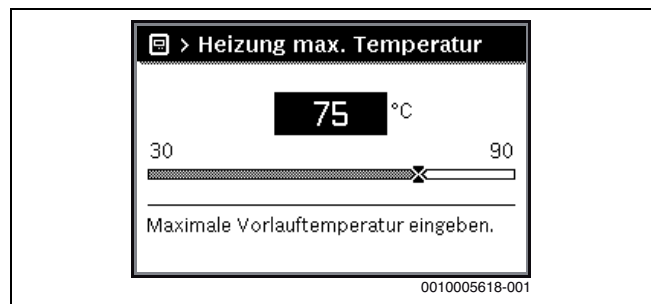 > Heizung max. Temperatur
75 °C
30 90
Maximale Vorlauftemperatur eingeben.
0010005618-001